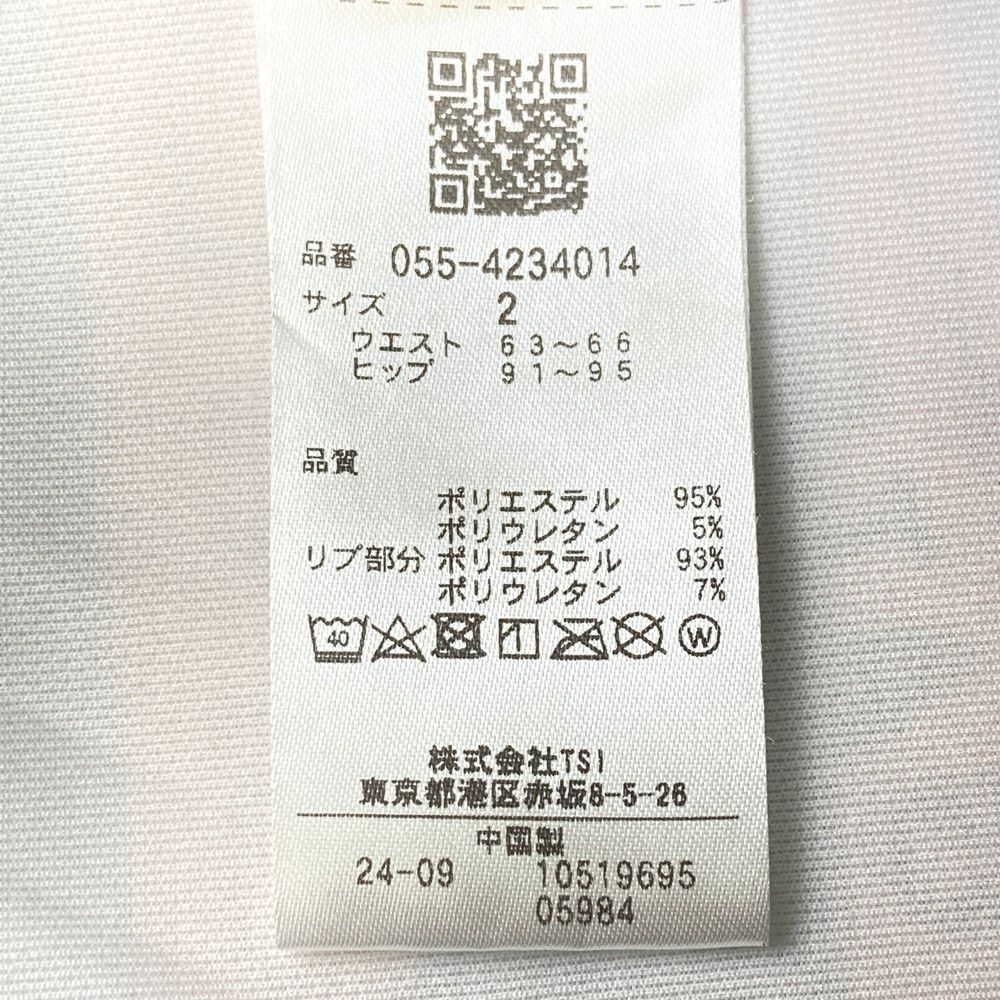 品番 055-4234014
サイズ 2
ウエスト 63～66
ヒップ 91～95
品質
ポリエステル 95%
ポリウレタン 5%
リブ部分 ポリエステル 93%
ポリウレタン 7%
40 W
株式会社TSI
東京都港区赤坂8-5-26
中国製
24-09 10519695
05984